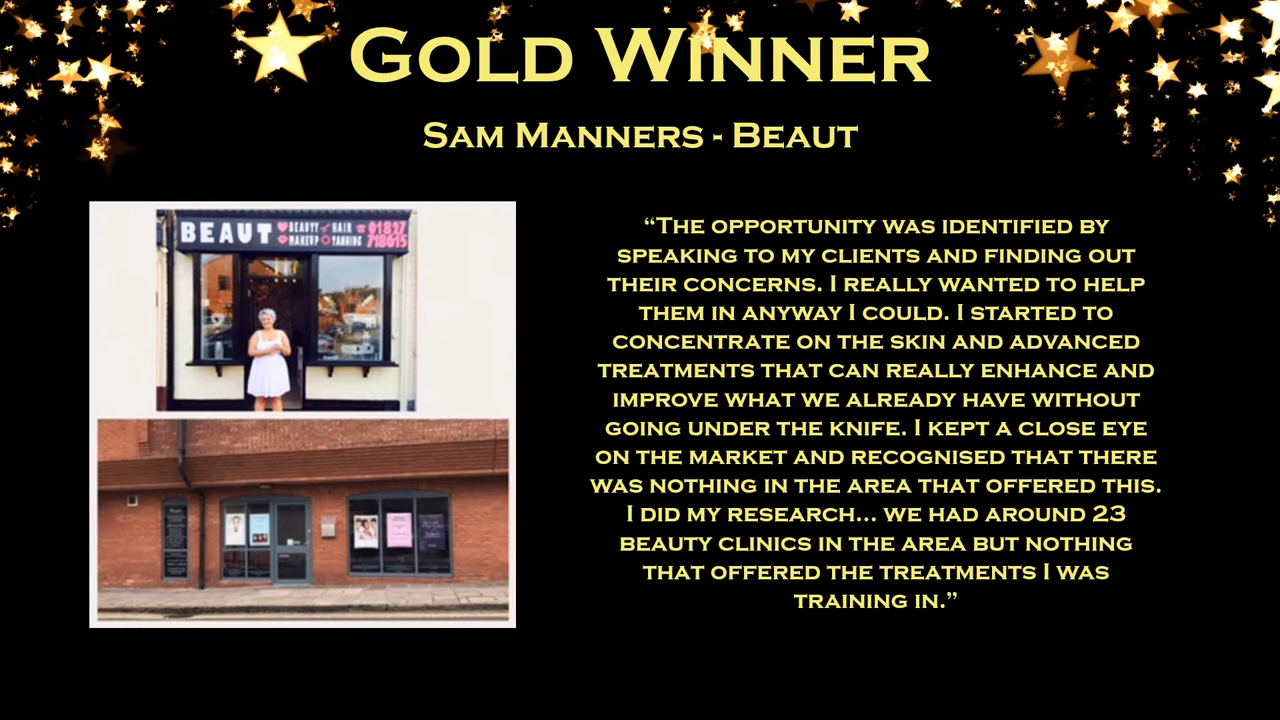 Gold Winner
Sam Manners - Beaut
BEAUT BEAUTY HAIR 01827
MAKEUP TANNING 718015
“The opportunity was identified by
speaking to my clients and finding out
their concerns. I really wanted to help
them in anyway I could. I started to
concentrate on the skin and advanced
treatments that can really enhance and
improve what we already have without
going under the knife. I kept a close eye
on the market and recognised that there
was nothing in the area that offered this.
I did my research... we had around 23
beauty clinics in the area but nothing
that offered the treatments I was
training in.”